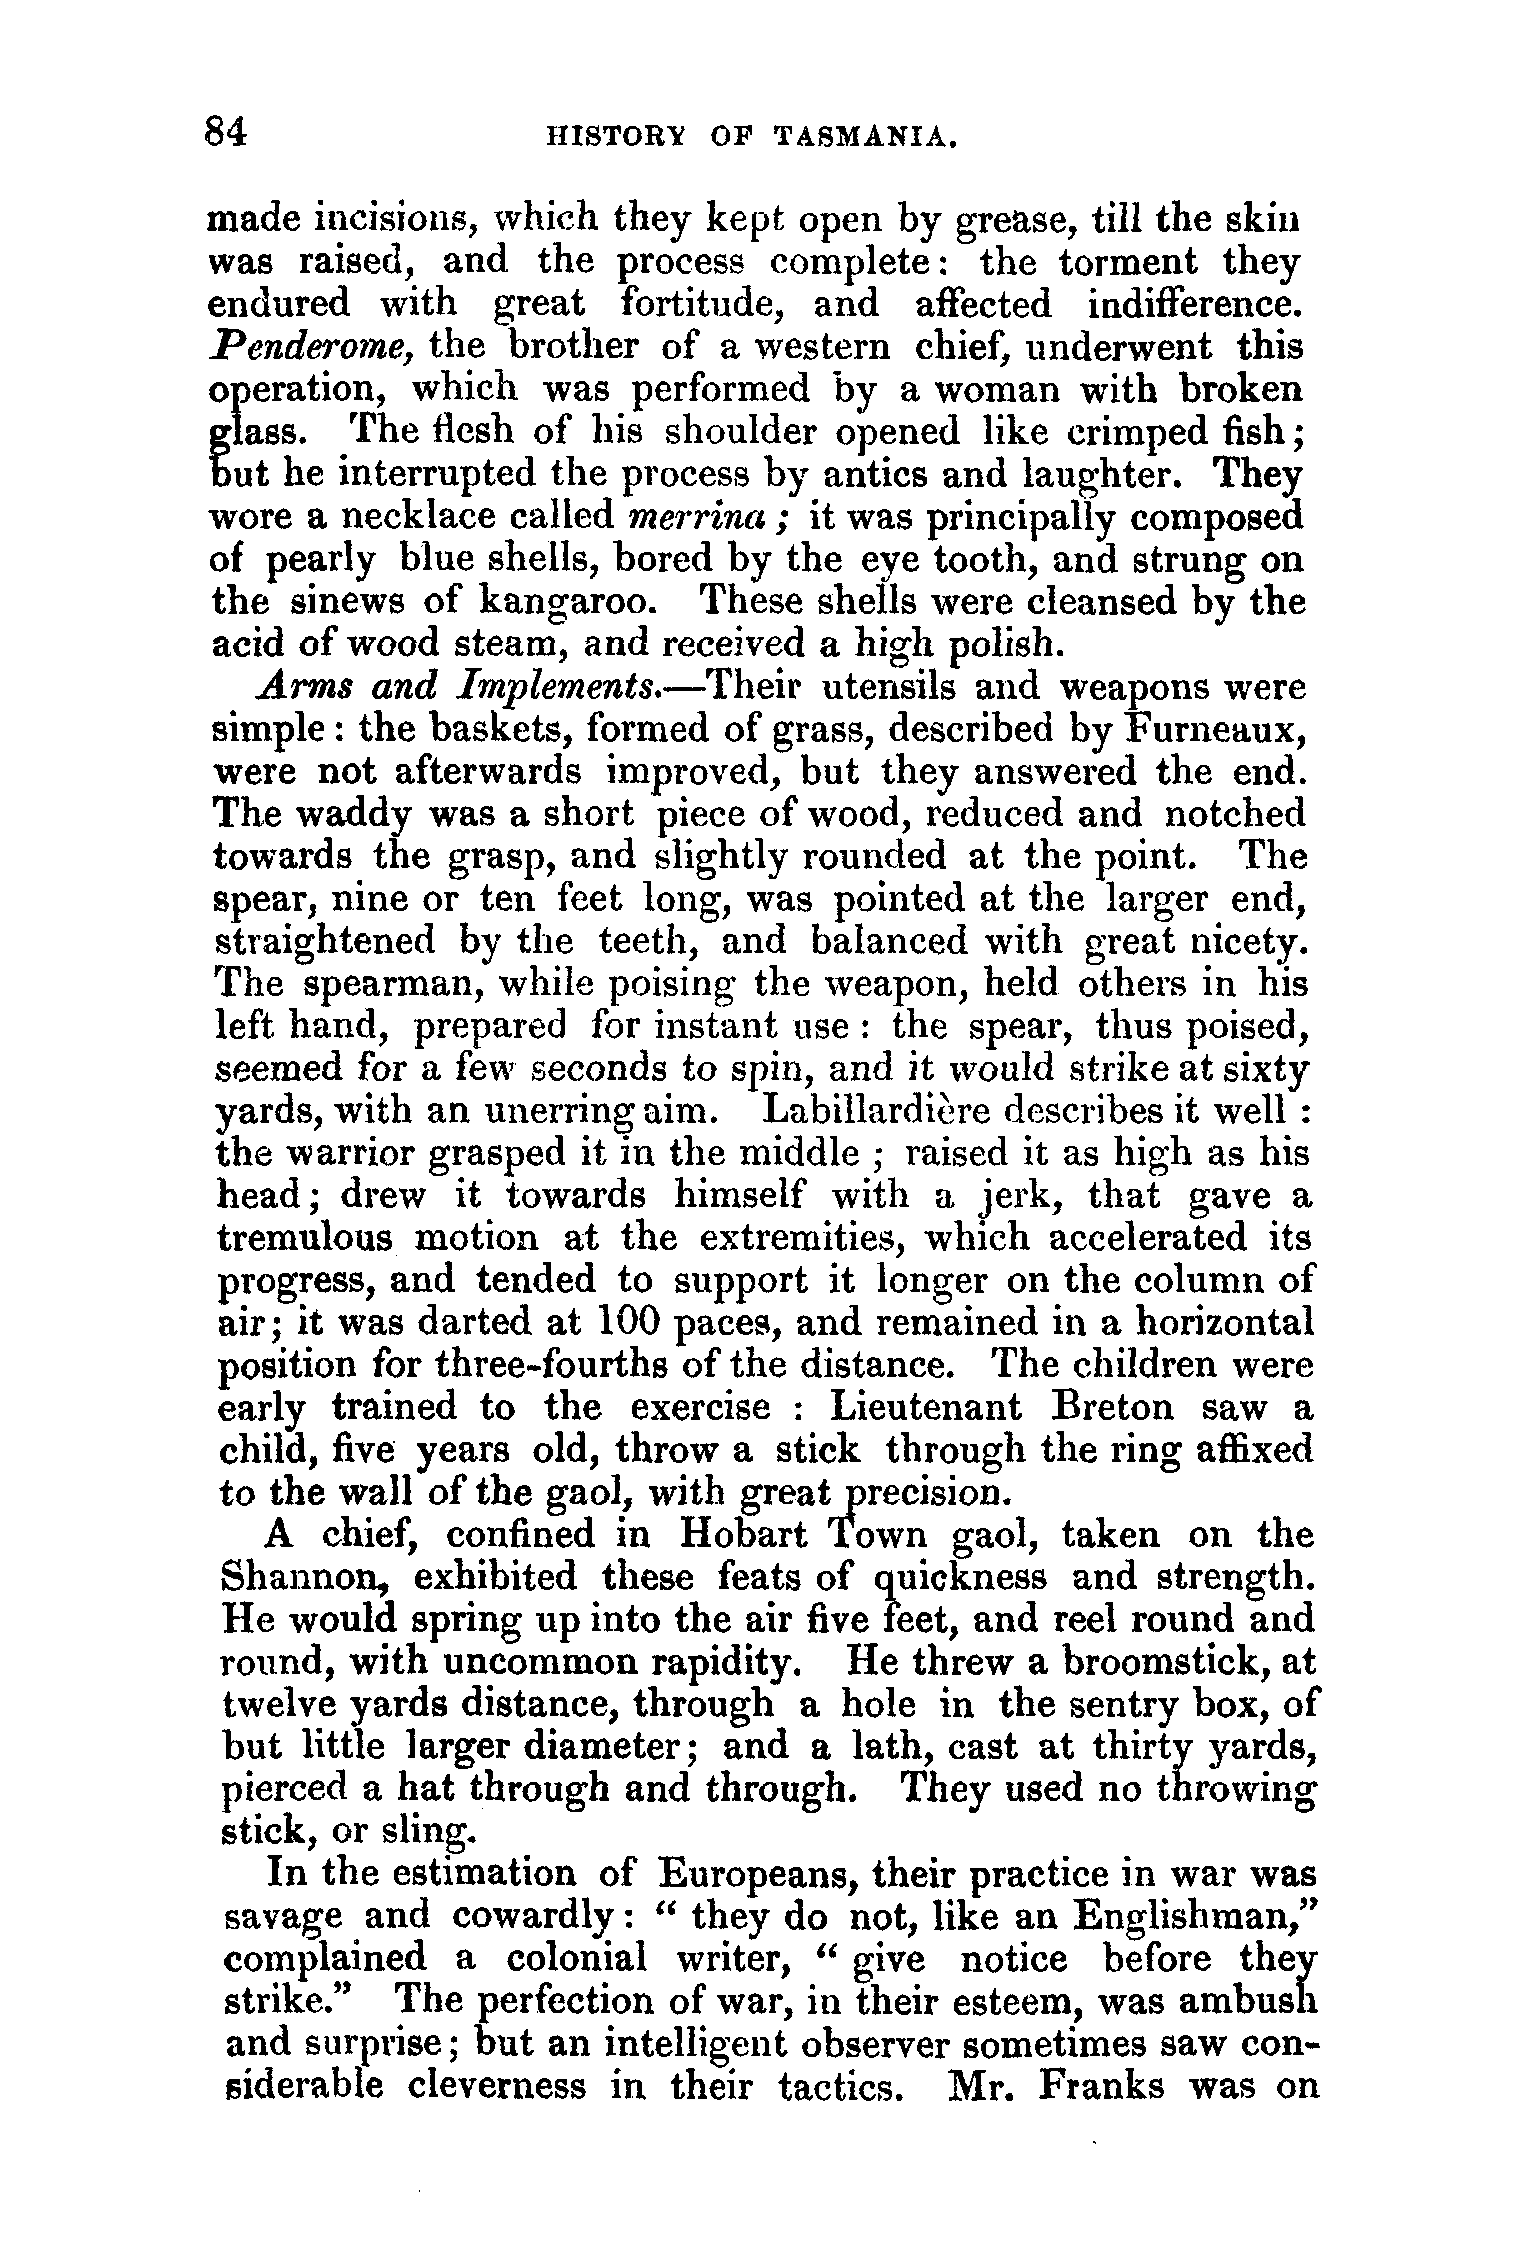 84 HISTORY OF TASMANIA.
made incisions, which they kept open by grease, till the skin
was raised, and the process complete: the torment they
endured with great fortitude, and affected indifference.
Penderome, the brother of a western chief, underwent this
operation, which was performed by a woman with broken
glass. The flesh of his shoulder opened like crimped fish;
but he interrupted the process by antics and laughter. They
wore a necklace called merrina; it was principally composed
of pearly blue shells, bored by the eye tooth, and strung on
the sinews of kangaroo. These shells were cleansed by the
acid of wood steam, and received a high polish.
Arms and Implements.—Their utensils and weapons were
simple: the baskets, formed of grass, described by Furneaux,
were not afterwards improved, but they answered the end.
The waddy was a short piece of wood, reduced and notched
towards the grasp, and slightly rounded at the point. The
spear, nine or ten feet long, was pointed at the larger end,
straightened by the teeth, and balanced with great nicety.
The spearman, while poising the weapon, held others in his
left hand, prepared for instant use: the spear, thus poised,
seemed for a few seconds to spin, and it would strike at sixty
yards, with an unerring aim. Labillardière describes it well:
the warrior grasped it in the middle; raised it as high as his
head; drew it towards himself with a jerk, that gave a
tremulous motion at the extremities, which accelerated its
progress, and tended to support it longer on the column of
air; it was darted at 100 paces, and remained in a horizontal
position for three-fourths of the distance. The children were
early trained to the exercise: Lieutenant Breton saw a
child, five years old, throw a stick through the ring affixed
to the wall of the gaol, with great precision.
A chief, confined in Hobart Town gaol, taken on the
Shannon, exhibited these feats of quickness and strength.
He would spring up into the air five feet, and reel round and
round, with uncommon rapidity. He threw a broomstick, at
twelve yards distance, through a hole in the sentry box, of
but little larger diameter; and a lath, cast at thirty yards,
pierced a hat through and through. They used no throwing
stick, or sling.
In the estimation of Europeans, their practice in war was
savage and cowardly: "they do not, like an Englishman,"
complained a colonial writer, "give notice before they
strike." The perfection of war, in their esteem, was ambush
and surprise; but an intelligent observer sometimes saw con-
siderable cleverness in their tactics. Mr. Franks was on